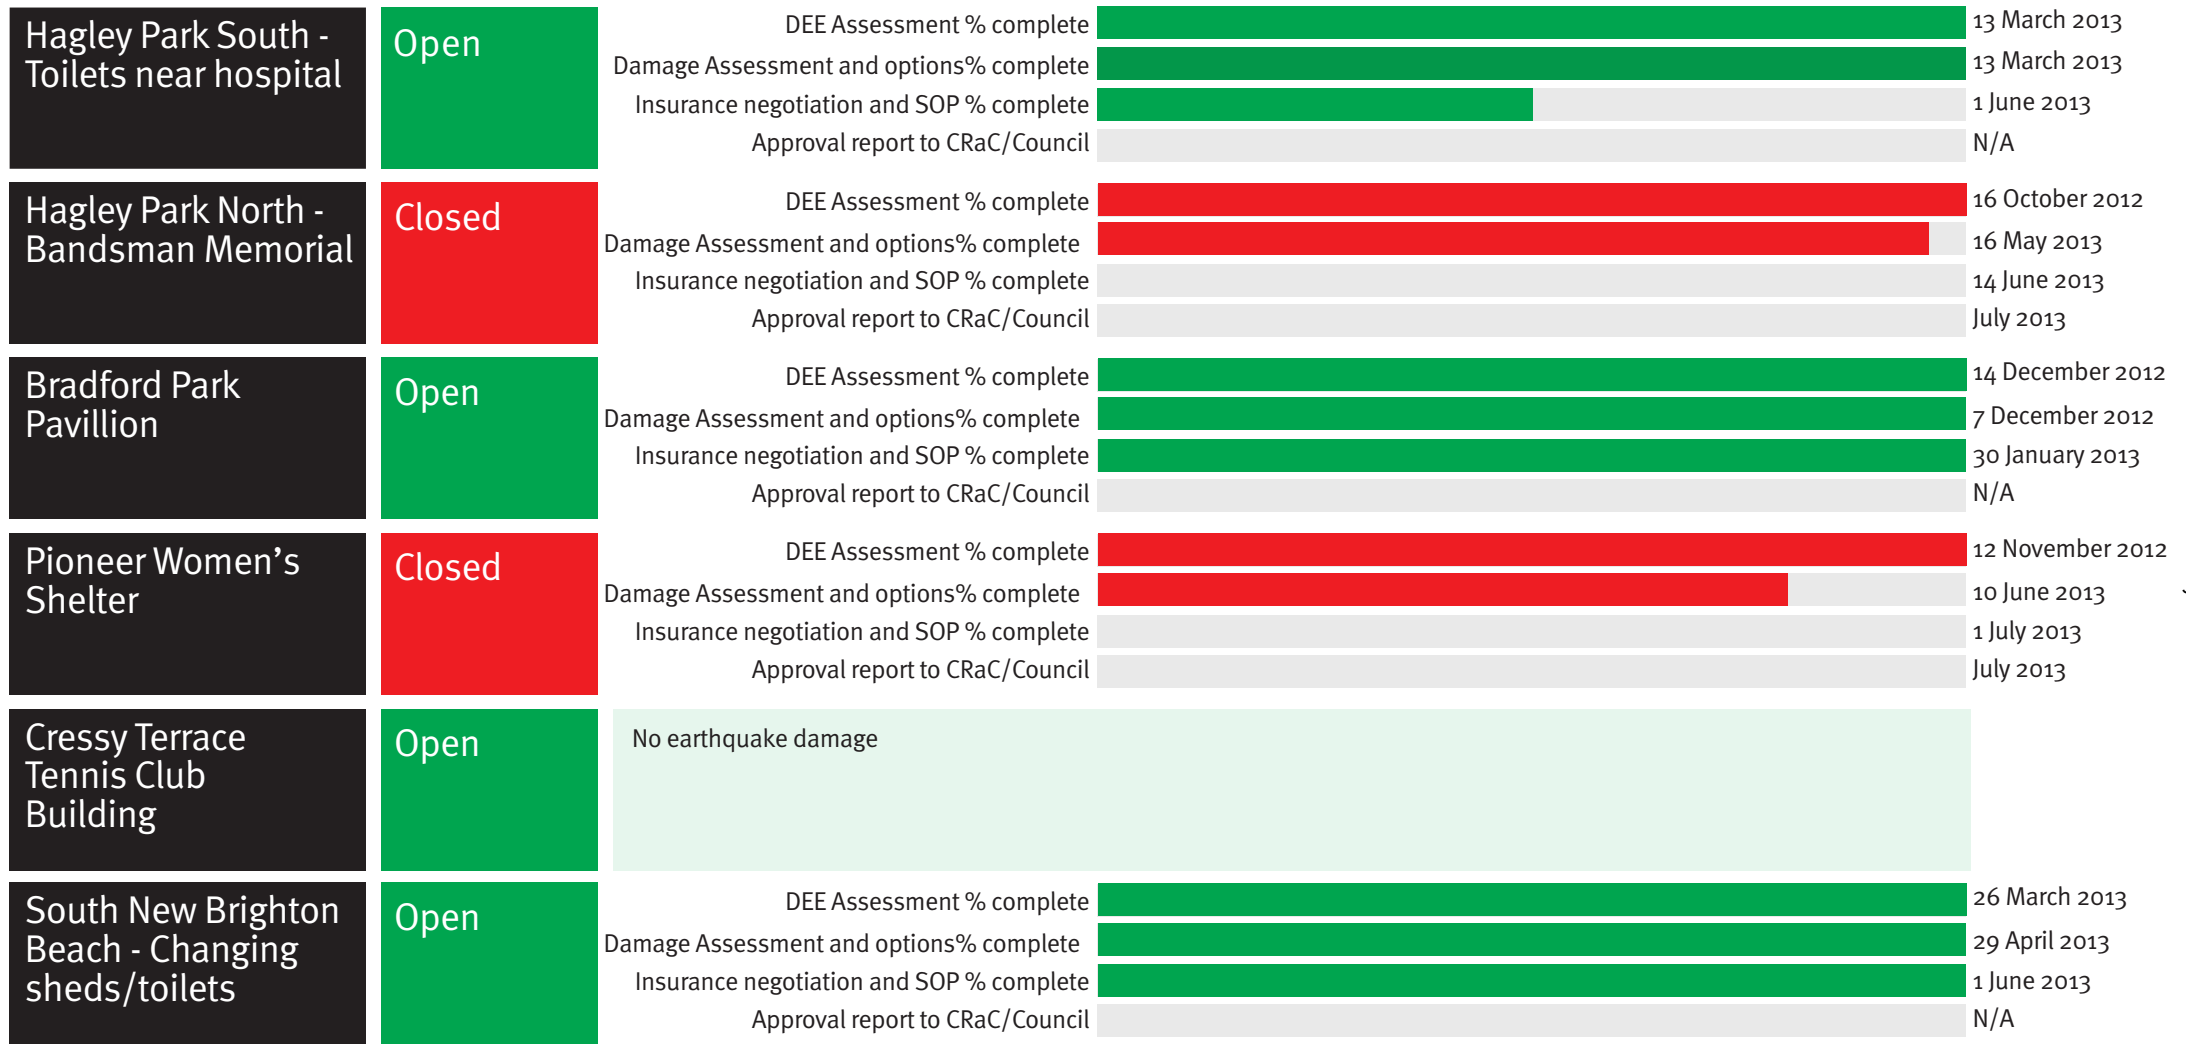 Hagley Park South -
Toilets near hospital
Open
DEE Assessment % complete
13 March 2013
Damage Assessment and options% complete
13 March 2013
Insurance negotiation and SOP % complete
1 June 2013
Approval report to CRaC/Council
N/A
Hagley Park North -
Bandsman Memorial
Closed
DEE Assessment % complete
16 October 2012
Damage Assessment and options% complete
16 May 2013
Insurance negotiation and SOP % complete
14 June 2013
Approval report to CRaC/Council
July 2013
Bradford Park
Pavillion
Open
DEE Assessment % complete
14 December 2012
Damage Assessment and options% complete
7 December 2012
Insurance negotiation and SOP % complete
30 January 2013
Approval report to CRaC/Council
N/A
Pioneer Women’s
Shelter
Closed
DEE Assessment % complete
12 November 2012
Damage Assessment and options% complete
10 June 2013
Insurance negotiation and SOP % complete
1 July 2013
Approval report to CRaC/Council
July 2013
Cressy Terrace
Tennis Club
Building
Open
No earthquake damage
South New Brighton
Beach - Changing
sheds/toilets
Open
DEE Assessment % complete
26 March 2013
Damage Assessment and options% complete
29 April 2013
Insurance negotiation and SOP % complete
1 June 2013
Approval report to CRaC/Council
N/A